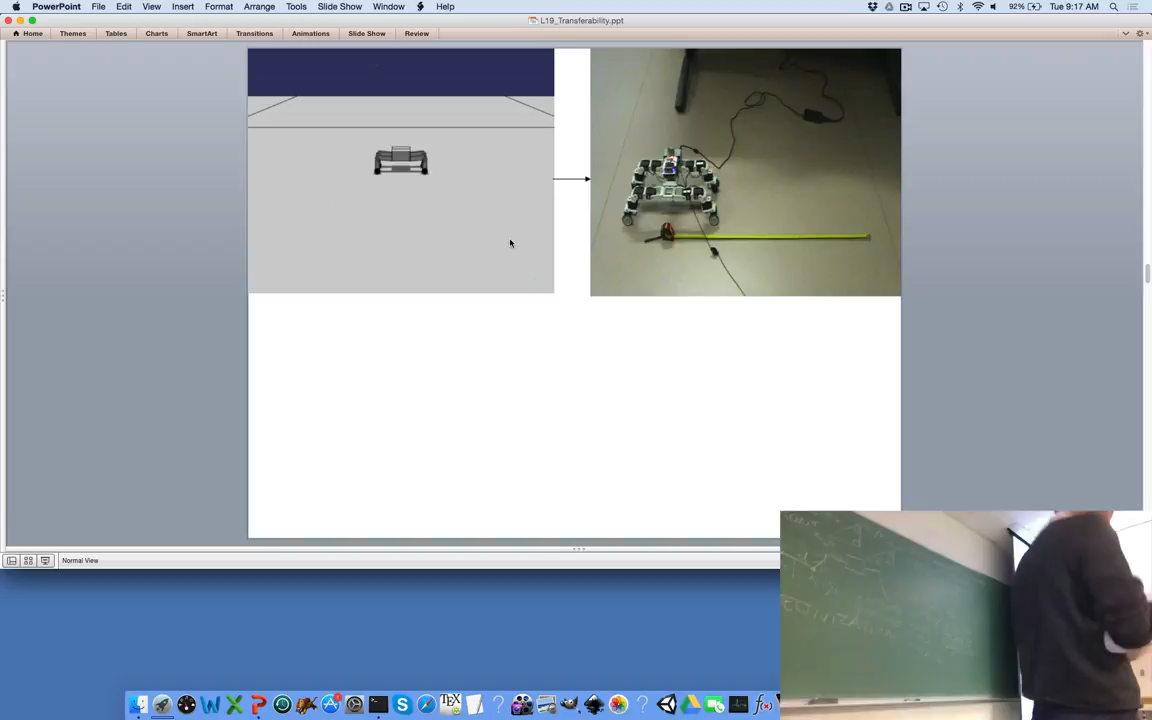 PowerPoint File Edit View Insert Format Arrange Tools Slide Show Window Help 92% Tue 9:17 AM
L19_Transferability.ppt
Home Themes Tables Charts SmartArt Transitions Animations Slide Show Review
Normal View
TEX